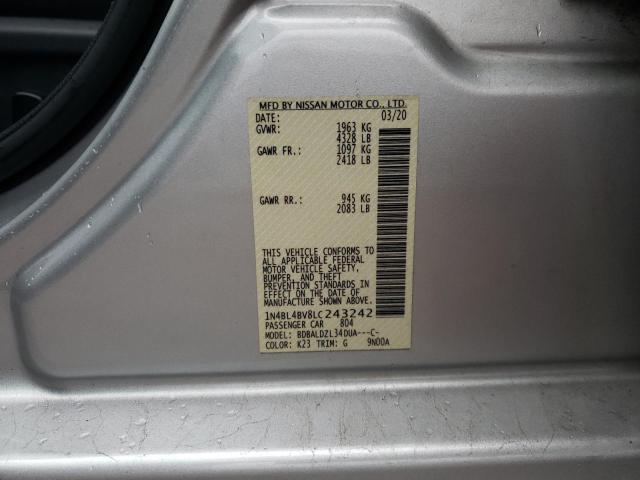 MFD BY NISSAN MOTOR CO., LTD.
DATE: 03/20
GVWR: 1963 KG
4328 LB
GAWR FR.: 1097 KG
2418 LB
GAWR RR.: 945 KG
2083 LB
THIS VEHICLE CONFORMS TO
ALL APPLICABLE FEDERAL
MOTOR VEHICLE SAFETY,
BUMPER, AND THEFT
PREVENTION STANDARDS IN
EFFECT ON THE DATE OF
MANUFACTURE SHOWN ABOVE.
1N4BL4BV8LC243242
PASSENGER CAR 804
MODEL: BDBALDZL34DUA---C-
COLOR: K23 TRIM: G 9N00A